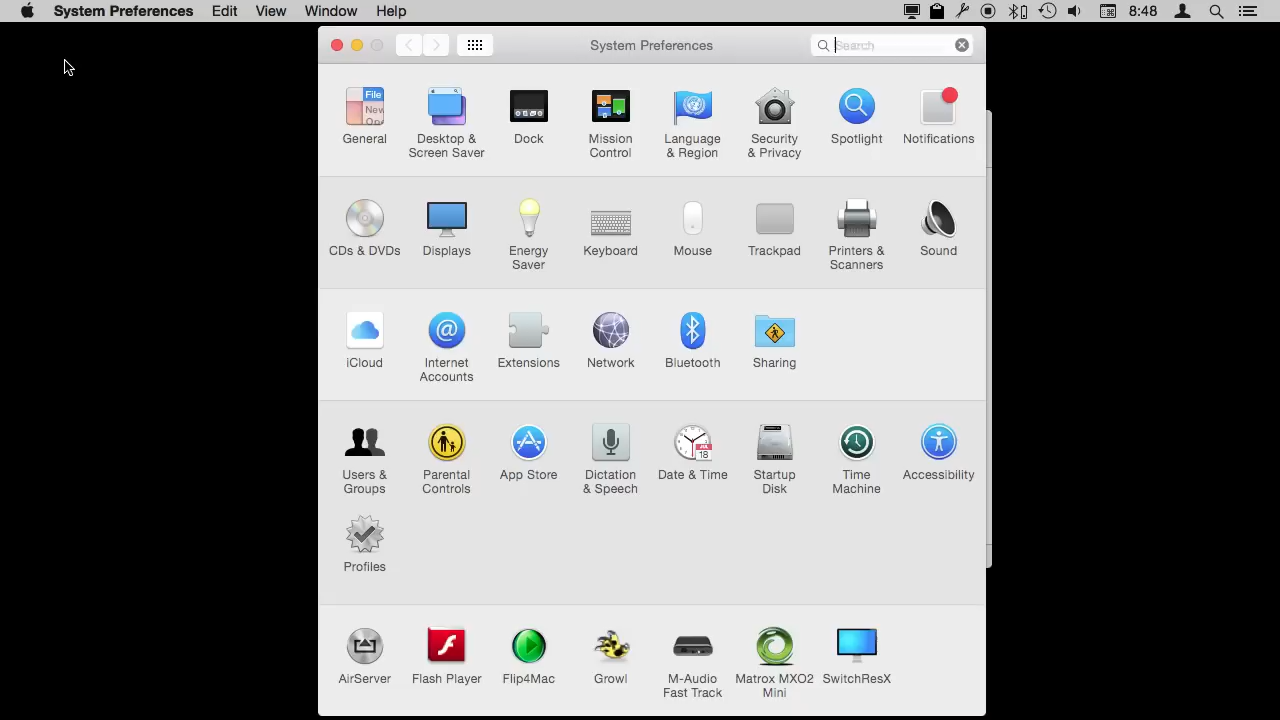 System Preferences Edit View Window Help 8:48
System Preferences
Search
File
New
General
Desktop &
Screen Saver
Dock
Mission
Control
Language
& Region
Security
& Privacy
Spotlight
Notifications
CDs & DVDs
Displays
Energy
Saver
Keyboard
Mouse
Trackpad
Printers &
Scanners
Sound
iCloud
@
Internet
Accounts
Extensions
Network
Bluetooth
Sharing
Users &
Groups
Parental
Controls
App Store
Dictation
& Speech
18
Date & Time
Startup
Disk
Time
Machine
Accessibility
Profiles
AirServer
Flash Player
Flip4Mac
Growl
M-Audio
Fast Track
Matrox MXO2
Mini
SwitchResX